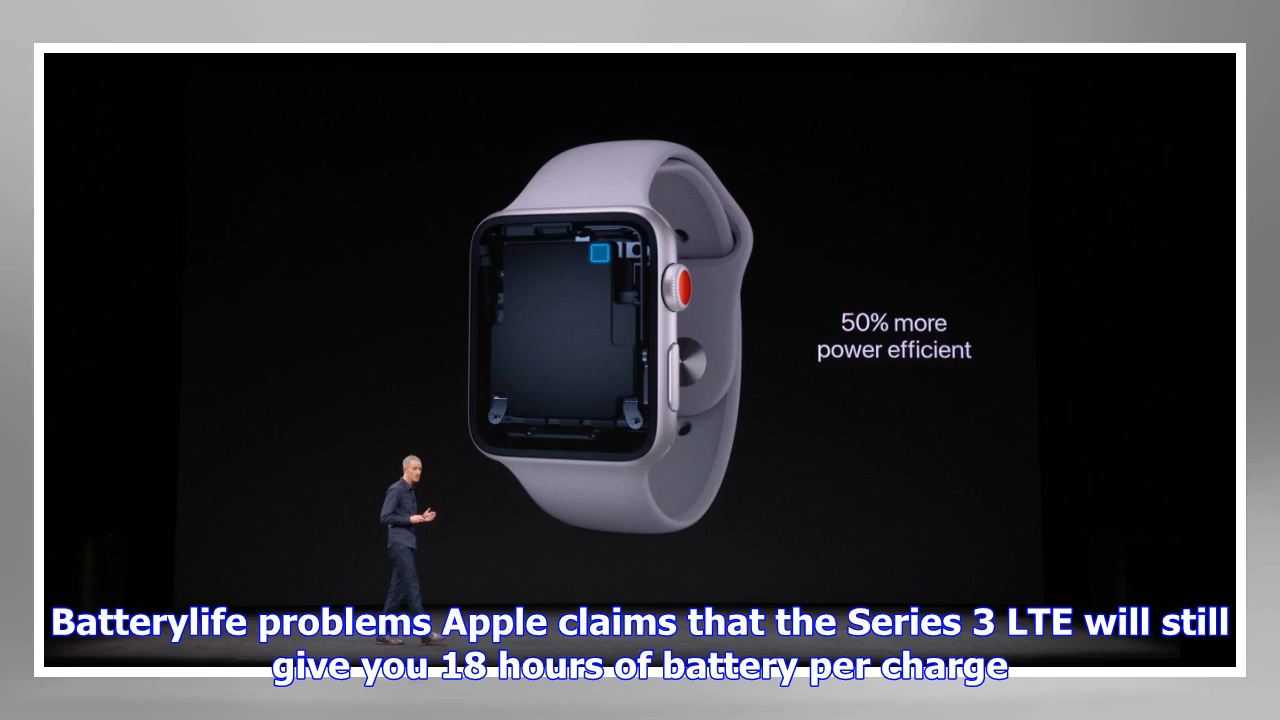 50% more
power efficient
Batterylife problems Apple claims that the Series 3 LTE will still
give you 18 hours of battery per charge